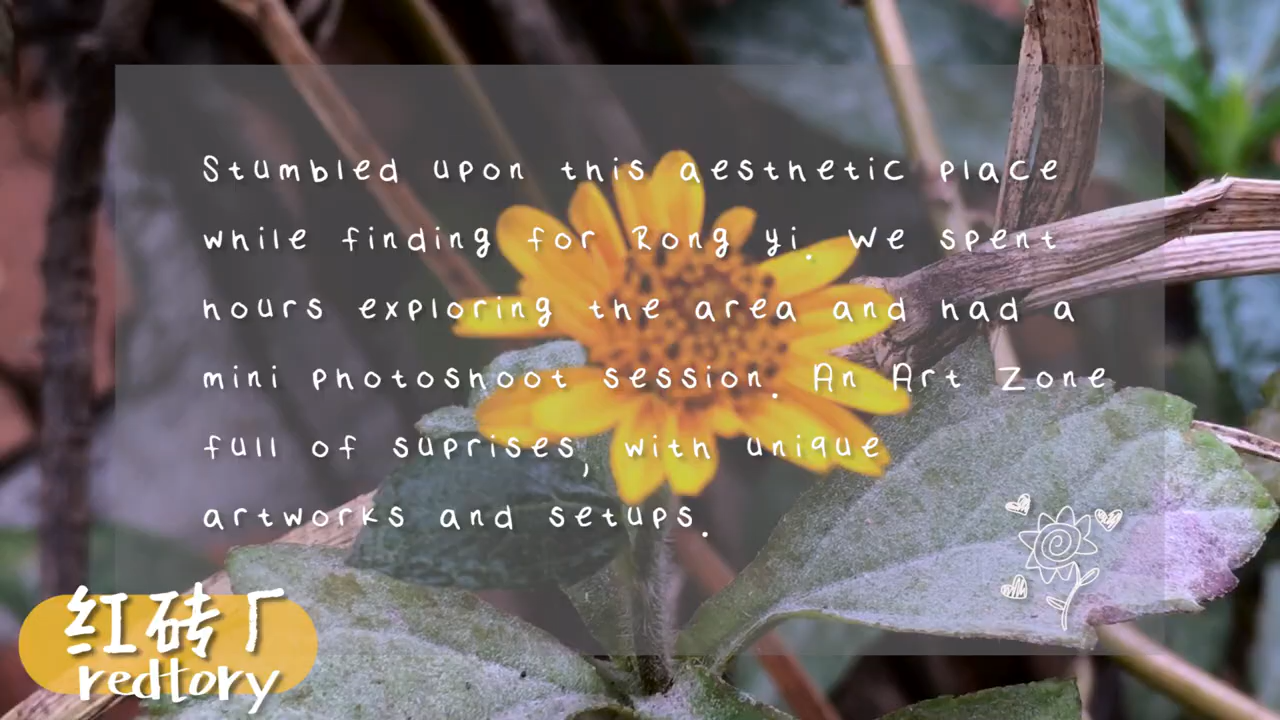 Stumbled upon this aesthetic place
while finding for Rong yi. We spent
hours exploring the area and had a
mini photoshoot session. An Art Zone
full of suprises, with unique
artworks and setups.
红砖厂
redtory